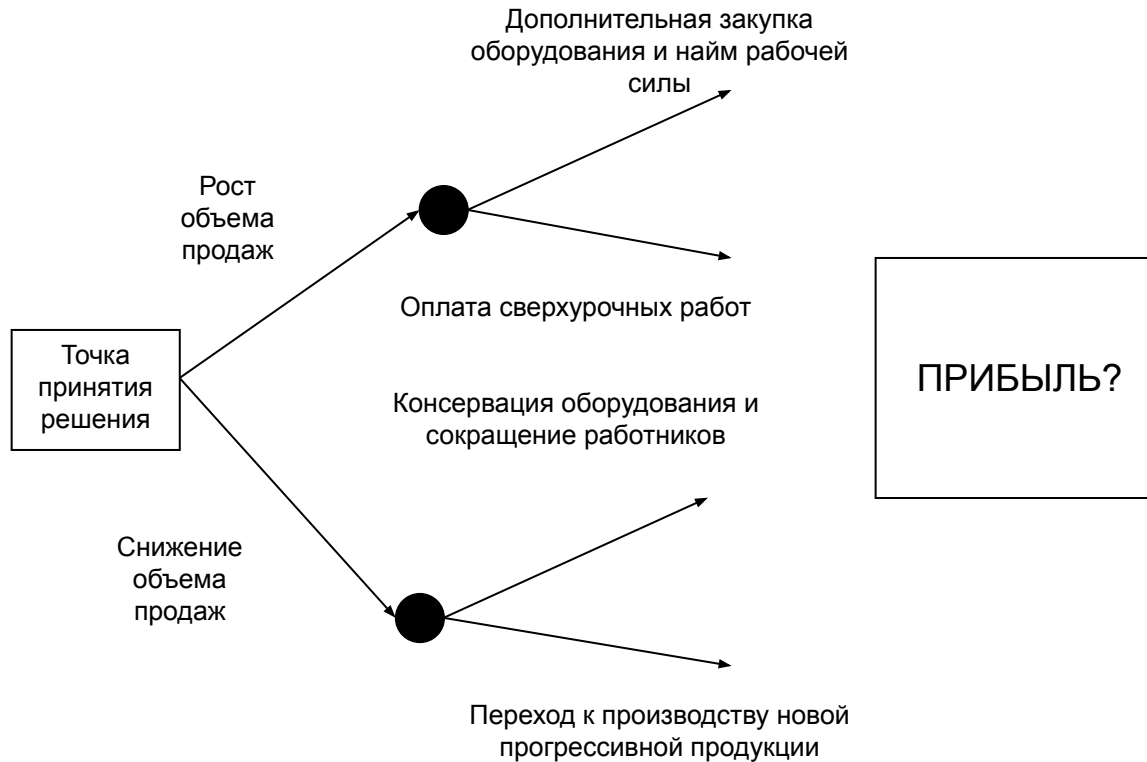 Дополнительная закупка
оборудования и найм рабочей
силы
Рост
объема
продаж
Оплата сверхурочных работ
Точка
принятия
решения
ПРИБЫЛЬ?
Консервация оборудования и
сокращение работников
Снижение
объема
продаж
Переход к производству новой
прогрессивной продукции